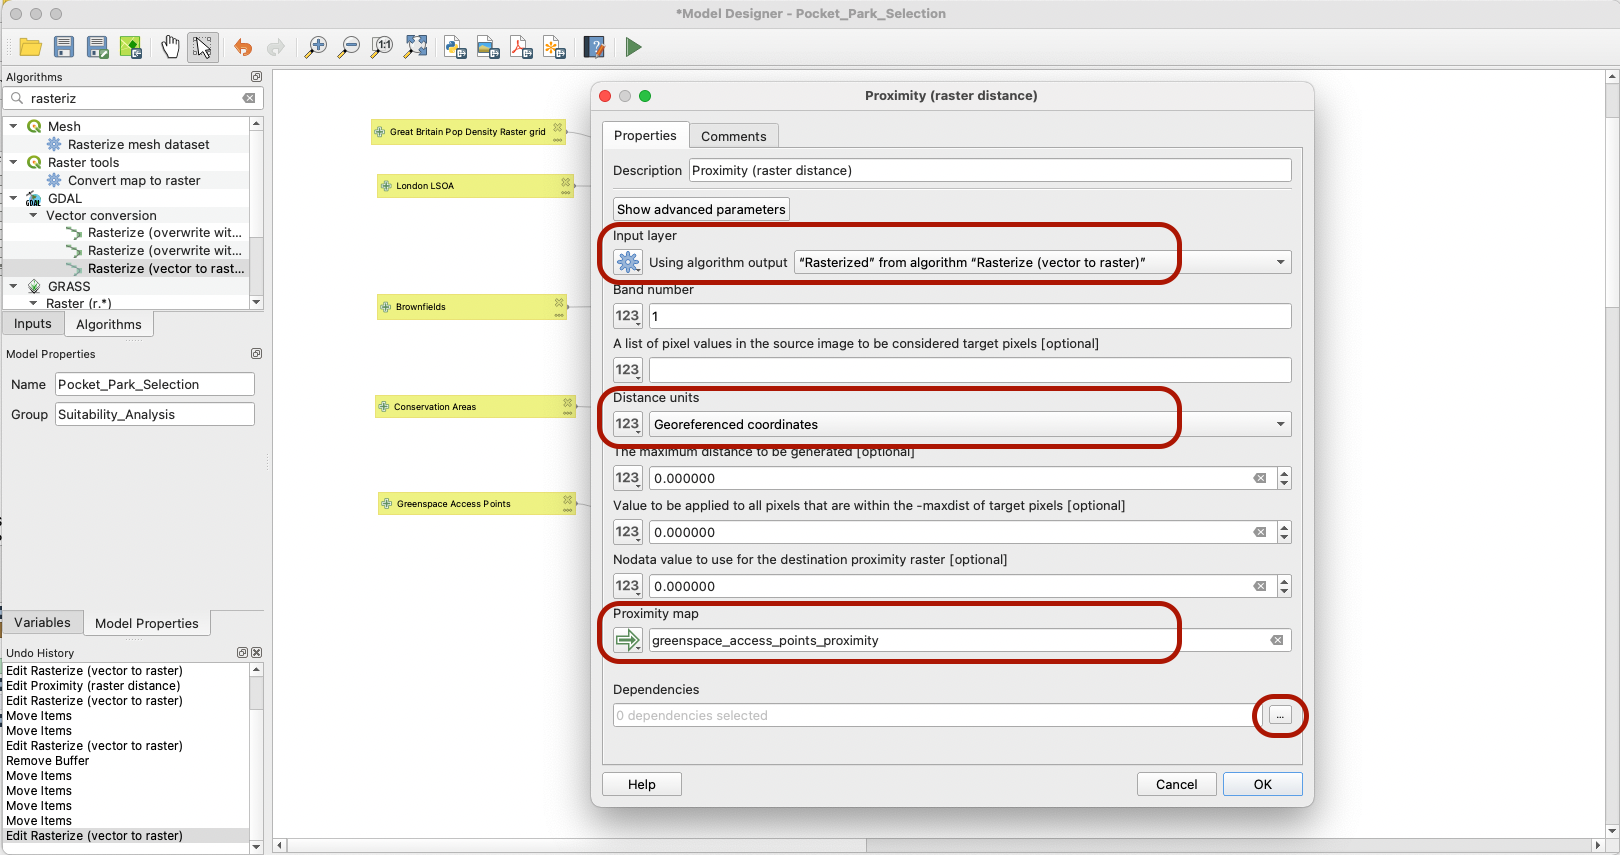 *Model Designer - Pocket_Park_Selection
Algorithms
rasteriz
Mesh
Rasterize mesh dataset
Raster tools
Convert map to raster
GDAL
GDAL
Vector conversion
Rasterize (overwrite wit...
Rasterize (overwrite wit...
Rasterize (vector to rast...
GRASS
Raster (r.*)
Inputs
Algorithms
Model Properties
Name
Pocket_Park_Selection
Group
Suitability_Analysis
Variables
Model Properties
Undo History
Edit Rasterize (vector to raster)
Edit Proximity (raster distance)
Edit Rasterize (vector to raster)
Move Items
Move Items
Edit Rasterize (vector to raster)
Remove Buffer
Move Items
Move Items
Move Items
Move Items
Edit Rasterize (vector to raster)
Great Britain Pop Density Raster grid
London LSOA
Brownfields
Conservation Areas
Greenspace Access Points
Proximity (raster distance)
Properties
Comments
Description
Proximity (raster distance)
Show advanced parameters
Input layer
Using algorithm output
“Rasterized” from algorithm “Rasterize (vector to raster)”
Band number
123
1
A list of pixel values in the source image to be considered target pixels [optional]
123
Distance units
123
Georeferenced coordinates
The maximum distance to be generated [optional]
123
0.000000
Value to be applied to all pixels that are within the -maxdist of target pixels [optional]
123
0.000000
Nodata value to use for the destination proximity raster [optional]
123
0.000000
Proximity map
greenspace_access_points_proximity
Dependencies
0 dependencies selected
...
Help
Cancel
OK